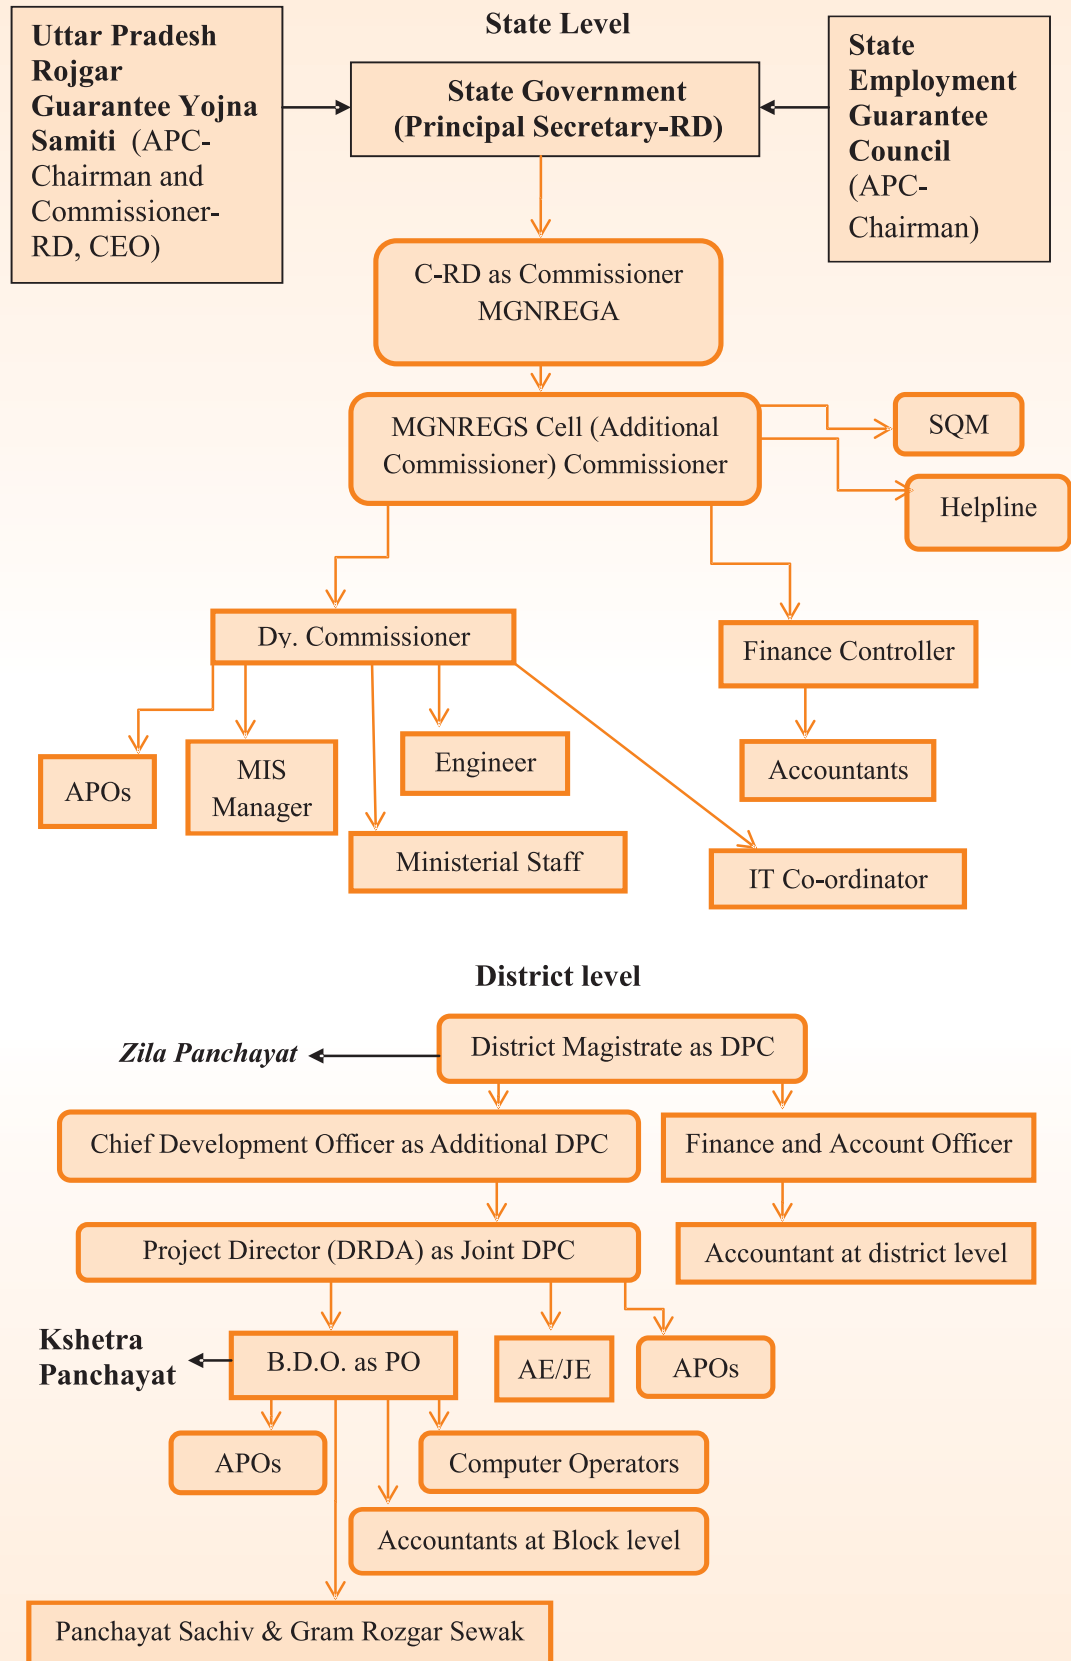 State Level
Uttar Pradesh
Rojgar
Guarantee Yojna
Samiti (APC-
Chairman and
Commissioner-
RD, CEO)
State Government
(Principal Secretary-RD)
State
Employment
Guarantee
Council
(APC-
Chairman)
C-RD as Commissioner
MGNREGA
MGNREGS Cell (Additional
Commissioner) Commissioner
SQM
Helpline
Dy. Commissioner
Finance Controller
APOs
MIS
Manager
Engineer
Accountants
Ministerial Staff
IT Co-ordinator
District level
Zila Panchayat
District Magistrate as DPC
Chief Development Officer as Additional DPC
Finance and Account Officer
Project Director (DRDA) as Joint DPC
Accountant at district level
Kshetra
Panchayat
B.D.O. as PO
AE/JE
APOs
APOs
Computer Operators
Accountants at Block level
Panchayat Sachiv & Gram Rozgar Sewak